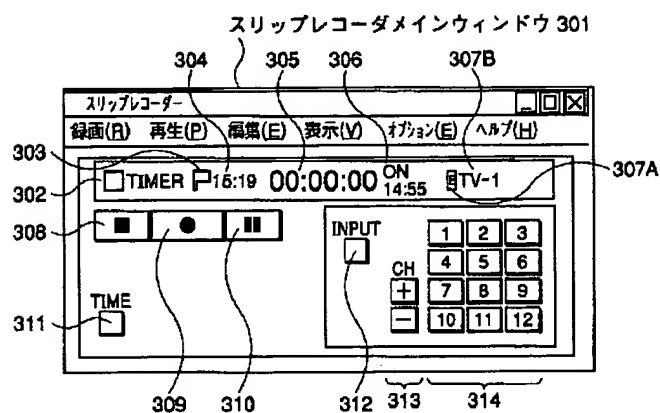 スリップレコーダメインウィンドウ 301
304 305 306 307B
スリップレコーダー
録画(R) 再生(P) 編集(E) 表示(V) オプション(E) ヘルプ(H)
303
302
TIMER 15:19 00:00:00 ON 14:55 TV-1
307A
308
INPUT
1 2 3
CH
4 5 6
+ 7 8 9
- 10 11 12
TIME
311
309 310 312 313 314